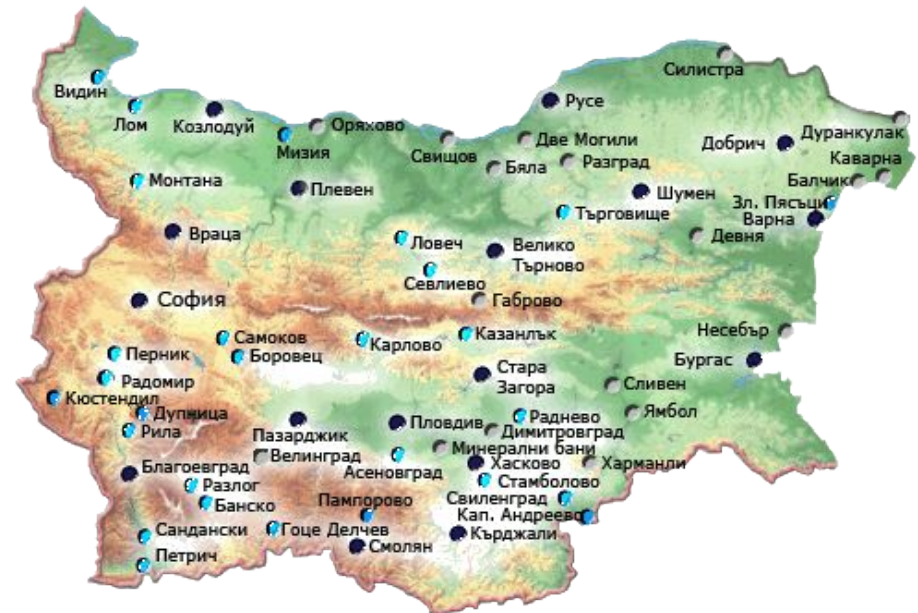 Силистра
Видин
Русе
Лом
Козлодуй
Оряхово
Дуранкулак
Мизия
Свищов
Две Могили
Добрич
Каварна
Бяла
Разград
Монтана
Плевен
Шумен
Балчик
Зл. Пясъци
Търговище
Варна
Враца
Ловеч
Девня
Велико
Търново
Севлиево
София
Габрово
Самоков
Карлово
Казанлък
Несебър
Перник
Боровец
Бургас
Радомир
Стара
Загора
Сливен
Кюстендил
Дупница
Раднево
Ямбол
Рила
Пазарджик
Пловдив
Димитровград
Минерални бани
Велинград
Хасково
Харманли
Благоевград
Асеновград
Разлог
Стамболово
Банско
Пампорово
Свиленград
Кап. Андреево
Сандански
Гоце Делчев
Кърджали
Смолян
Петрич